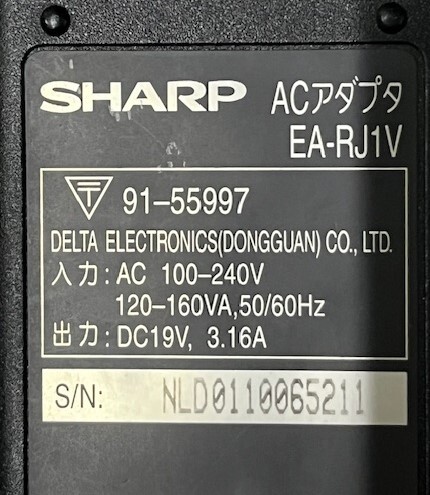 SHARP ACアダプタ
EA-RJ1V
91-55997
DELTA ELECTRONICS(DONGGUAN) CO., LTD.
入力: AC 100-240V
120-160VA, 50/60Hz
出力: DC19V, 3.16A
S/N: NLD0110065211